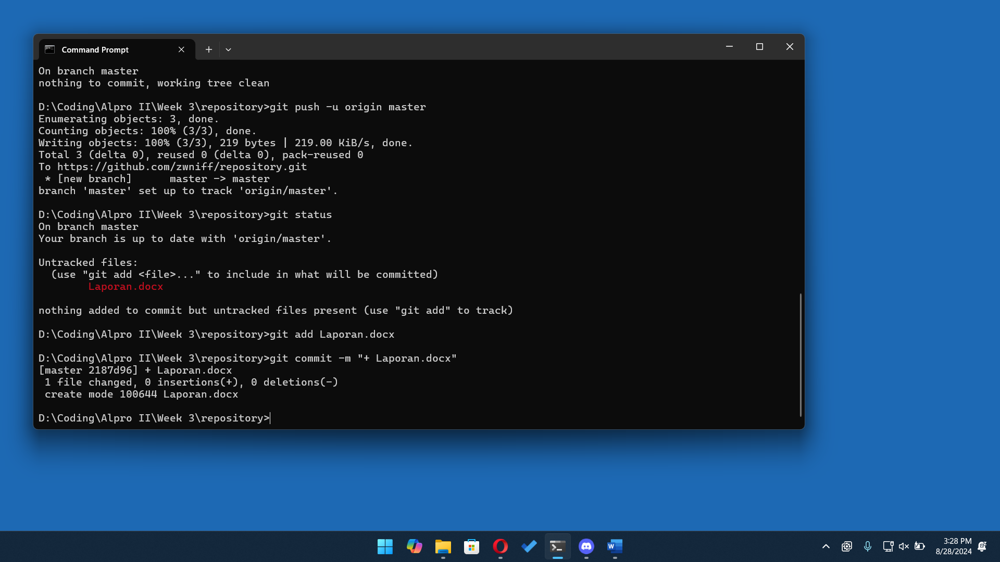 Command Prompt
On branch master
nothing to commit, working tree clean
D:\Coding\Alpro II\Week 3\repository>git push -u origin master
Enumerating objects: 3, done.
Counting objects: 100% (3/3), done.
Writing objects: 100% (3/3), 219 bytes | 219.00 KiB/s, done.
Total 3 (delta 0), reused 0 (delta 0), pack-reused 0
To https://github.com/zwniff/repository.git
 * [new branch]      master -> master
branch 'master' set up to track 'origin/master'.
D:\Coding\Alpro II\Week 3\repository>git status
On branch master
Your branch is up to date with 'origin/master'.
Untracked files:
  (use "git add <file>..." to include in what will be committed)
        Laporan.docx
nothing added to commit but untracked files present (use "git add" to track)
D:\Coding\Alpro II\Week 3\repository>git add Laporan.docx
D:\Coding\Alpro II\Week 3\repository>git commit -m "+ Laporan.docx"
[master 2187d96] + Laporan.docx
 1 file changed, 0 insertions(+), 0 deletions(-)
 create mode 100644 Laporan.docx
D:\Coding\Alpro II\Week 3\repository>
3:28 PM
8/28/2024